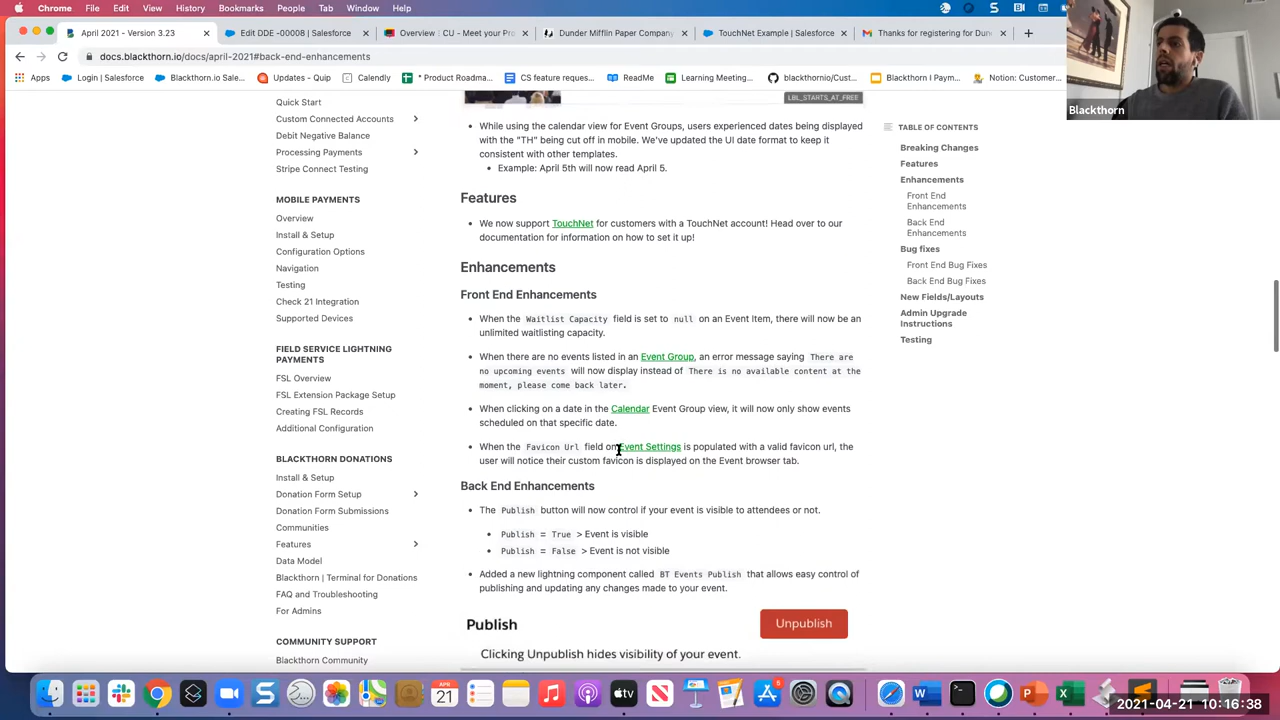 Chrome File Edit View History Bookmarks People Tab Window Help
April 2021 - Version 3.23 × Edit DDE -00008 | Salesforce × Overview | CU - Meet your Pro × Dunder Mifflin Paper Company × TouchNet Example | Salesforce × Thanks for registering for Dun × +
docs.blackthorn.io/docs/april-2021#back-end-enhancements
Apps Login | Salesforce Blackthorn.io Sale... Updates - Quip Calendly * Product Roadma... CS feature reques... ReadMe Learning Meeting... blackthornio/Cust... Blackthorn | Paym... Notion: Customer...
Blackthorn
Quick Start
Custom Connected Accounts
Debit Negative Balance
Processing Payments
Stripe Connect Testing
MOBILE PAYMENTS
Overview
Install & Setup
Configuration Options
Navigation
Testing
Check 21 Integration
Supported Devices
FIELD SERVICE LIGHTNING
PAYMENTS
FSL Overview
FSL Extension Package Setup
Creating FSL Records
Additional Configuration
BLACKTHORN DONATIONS
Install & Setup
Donation Form Setup
Donation Form Submissions
Communities
Features
Data Model
Blackthorn | Terminal for Donations
FAQ and Troubleshooting
For Admins
COMMUNITY SUPPORT
Blackthorn Community
LBL_STARTS_AT_FREE
• While using the calendar view for Event Groups, users experienced dates being displayed
with the "TH" being cut off in mobile. We've updated the UI date format to keep it
consistent with other templates.
• Example: April 5th will now read April 5.
Features
• We now support TouchNet for customers with a TouchNet account! Head over to our
documentation for information on how to set it up!
Enhancements
Front End Enhancements
• When the Waitlist Capacity field is set to null on an Event Item, there will now be an
unlimited waitlisting capacity.
• When there are no events listed in an Event Group, an error message saying There are
no upcoming events will now display instead of There is no available content at the
moment, please come back later.
• When clicking on a date in the Calendar Event Group view, it will now only show events
scheduled on that specific date.
• When the Favicon Url field on Event Settings is populated with a valid favicon url, the
user will notice their custom favicon is displayed on the Event browser tab.
Back End Enhancements
• The Publish button will now control if your event is visible to attendees or not.
• Publish = True > Event is visible
• Publish = False > Event is not visible
• Added a new lightning component called BT Events Publish that allows easy control of
publishing and updating any changes made to your event.
Publish Unpublish
Clicking Unpublish hides visibility of your event.
TABLE OF CONTENTS
Breaking Changes
Features
Enhancements
Front End
Enhancements
Back End
Enhancements
Bug fixes
Front End Bug Fixes
Back End Bug Fixes
New Fields/Layouts
Admin Upgrade
Instructions
Testing
APR
21
2021-04-21 10:16:38